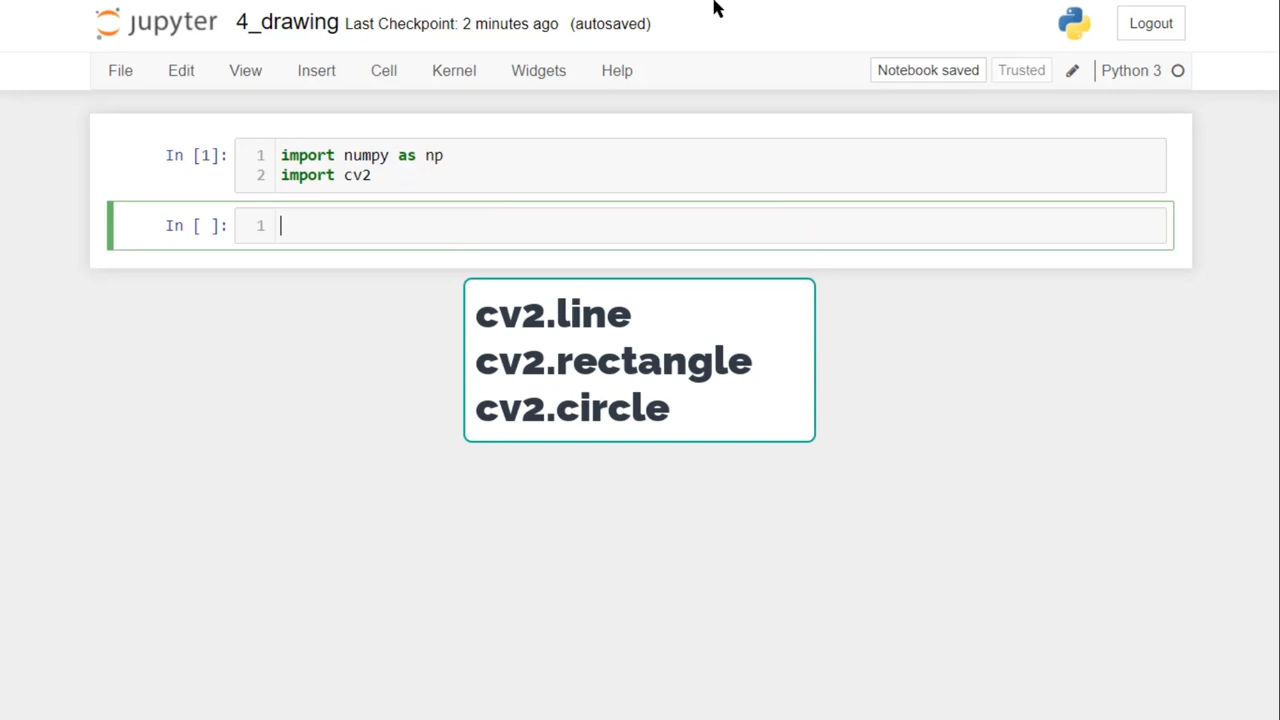 jupyter 4_drawing Last Checkpoint: 2 minutes ago (autosaved) Logout
File Edit View Insert Cell Kernel Widgets Help Notebook saved Trusted Python 3
In [1]: 1 import numpy as np
2 import cv2
In [ ]: 1
cv2.line
cv2.rectangle
cv2.circle